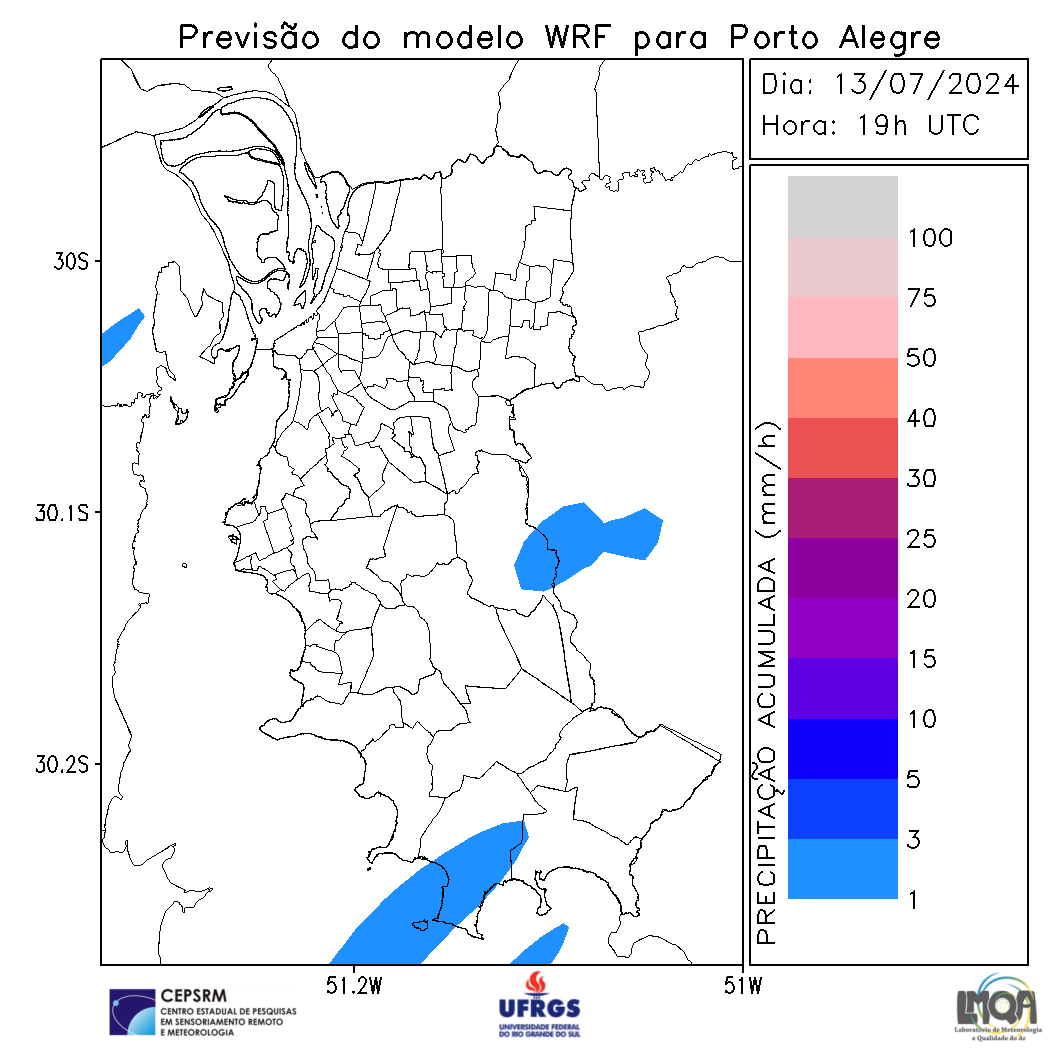 Previsão do modelo WRF para Porto Alegre
Dia: 13/07/2024
Hora: 19h UTC
30S
30.1S
30.2S
51.2W
51W
PRECIPITAÇÃO ACUMULADA (mm/h)
100
75
50
40
30
25
20
15
10
5
3
1
CEPSRM
CENTRO ESTADUAL DE PESQUISAS
EM SENSORIAMENTO REMOTO
E METEOROLOGIA
UFRGS
UNIVERSIDADE FEDERAL
DO RIO GRANDE DO SUL
LMQA
Laboratório de Meteorologia
e Qualidade do Ar